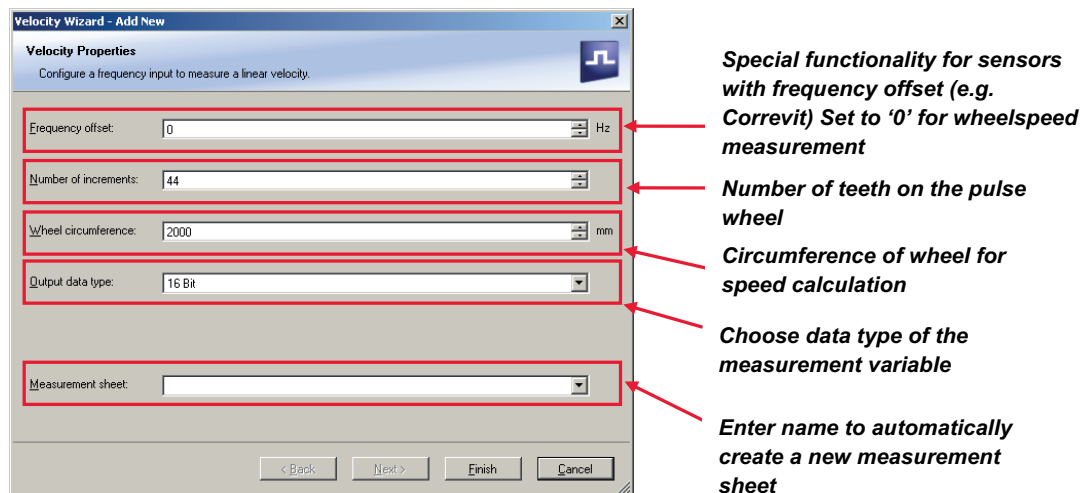 Velocity Wizard - Add New
Velocity Properties
Configure a frequency input to measure a linear velocity.
Frequency offset: 0 Hz
Number of increments: 44
Wheel circumference: 2000 mm
Output data type: 16 Bit
Measurement sheet:
< Back Next > Finish Cancel
Special functionality for sensors
with frequency offset (e.g.
Correvit) Set to ‘0’ for wheelspeed
measurement
Number of teeth on the pulse
wheel
Circumference of wheel for
speed calculation
Choose data type of the
measurement variable
Enter name to automatically
create a new measurement
sheet